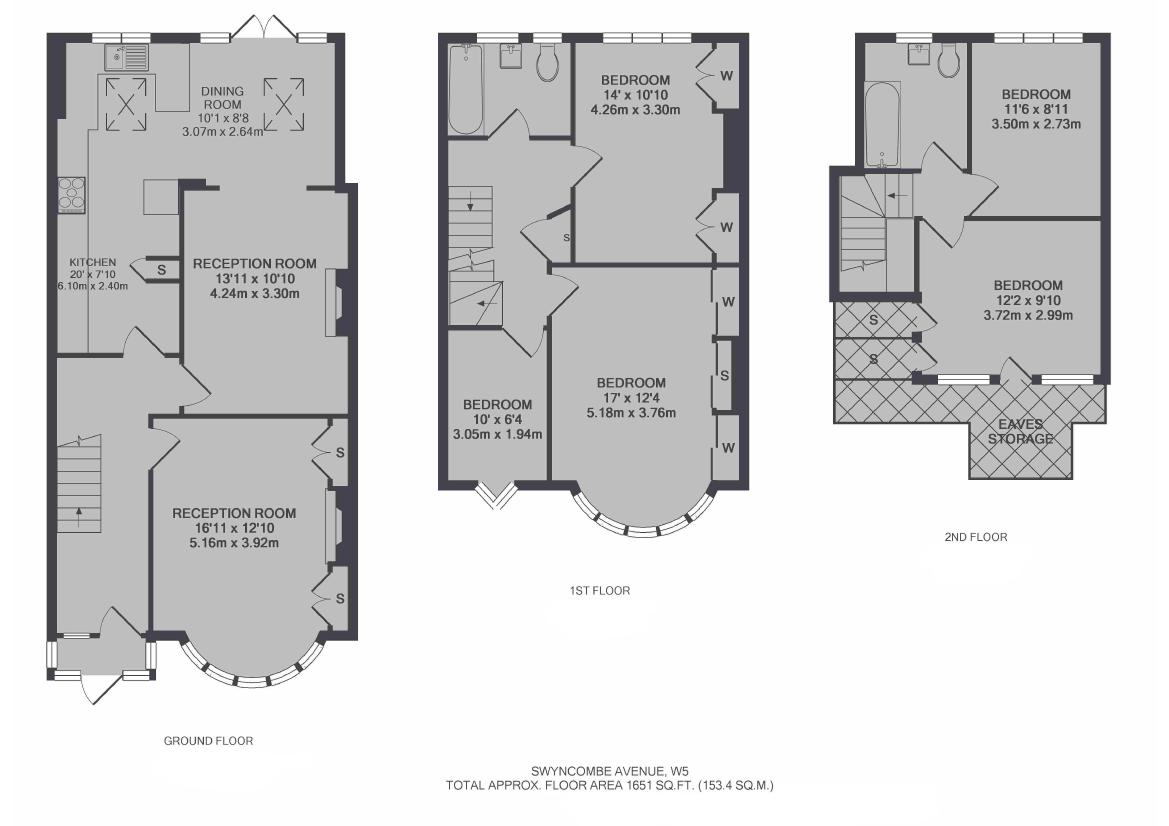 DINING
ROOM
10'1 x 8'8
3.07m x 2.64m
KITCHEN
20' x 7'10
6.10m x 2.40m
S
RECEPTION ROOM
13'11 x 10'10
4.24m x 3.30m
S
RECEPTION ROOM
16'11 x 12'10
5.16m x 3.92m
S
GROUND FLOOR
BEDROOM
14' x 10'10
4.26m x 3.30m
W
W
S
BEDROOM
17' x 12'4
5.18m x 3.76m
W
S
W
BEDROOM
10' x 6'4
3.05m x 1.94m
1ST FLOOR
BEDROOM
11'6 x 8'11
3.50m x 2.73m
BEDROOM
12'2 x 9'10
3.72m x 2.99m
S
S
EAVES
STORAGE
2ND FLOOR
SWYNCOMBE AVENUE, W5
TOTAL APPROX. FLOOR AREA 1651 SQ.FT. (153.4 SQ.M.)